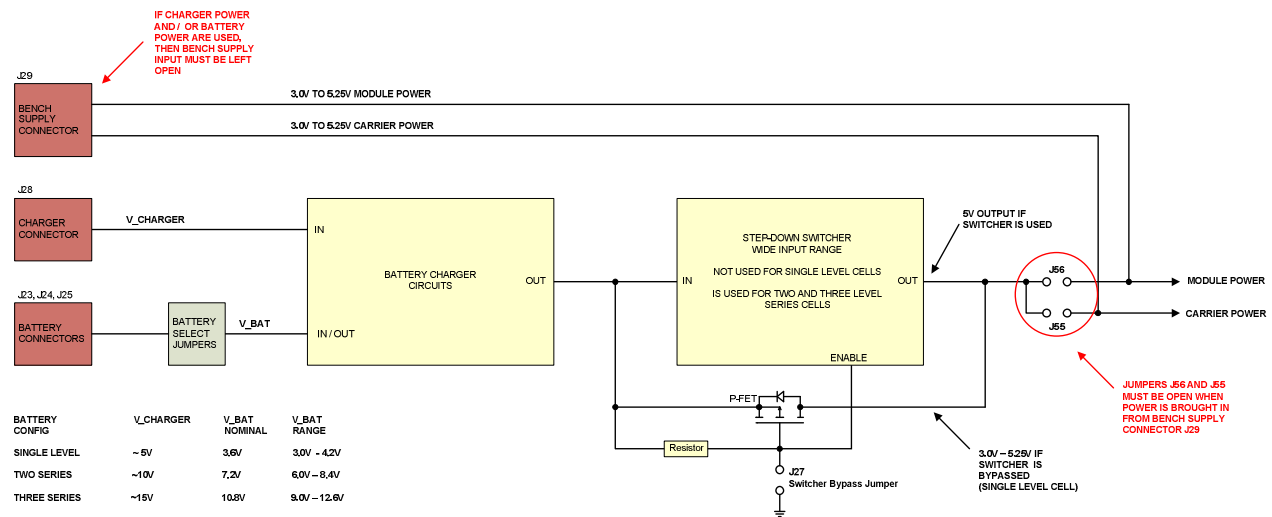 IF CHARGER POWER
AND / OR BATTERY
POWER ARE USED,
THEN BENCH SUPPLY
INPUT MUST BE LEFT
OPEN
J29
BENCH
SUPPLY
CONNECTOR
3.0V TO 5.25V MODULE POWER
3.0V TO 5.25V CARRIER POWER
J28
CHARGER
CONNECTOR
V_CHARGER
IN
BATTERY CHARGER
CIRCUITS
OUT
IN / OUT
J23, J24, J25
BATTERY
CONNECTORS
BATTERY
SELECT
JUMPERS
V_BAT
STEP-DOWN SWITCHER
WIDE INPUT RANGE
NOT USED FOR SINGLE LEVEL CELLS
IS USED FOR TWO AND THREE LEVEL
SERIES CELLS
IN
OUT
ENABLE
5V OUTPUT IF
SWITCHER IS USED
J56
J55
MODULE POWER
CARRIER POWER
JUMPERS J56 AND J55
MUST BE OPEN WHEN
POWER IS BROUGHT IN
FROM BENCH SUPPLY
CONNECTOR J29
P-FET
Resistor
J27
Switcher Bypass Jumper
3.0V – 5.25V IF
SWITCHER IS
BYPASSED
(SINGLE LEVEL CELL)
BATTERY CONFIG V_CHARGER V_BAT NOMINAL V_BAT RANGE
SINGLE LEVEL ~ 5V 3.6V 3.0V - 4.2V
TWO SERIES ~10V 7.2V 6.0V – 8.4V
THREE SERIES ~15V 10.8V 9.0V – 12.6V